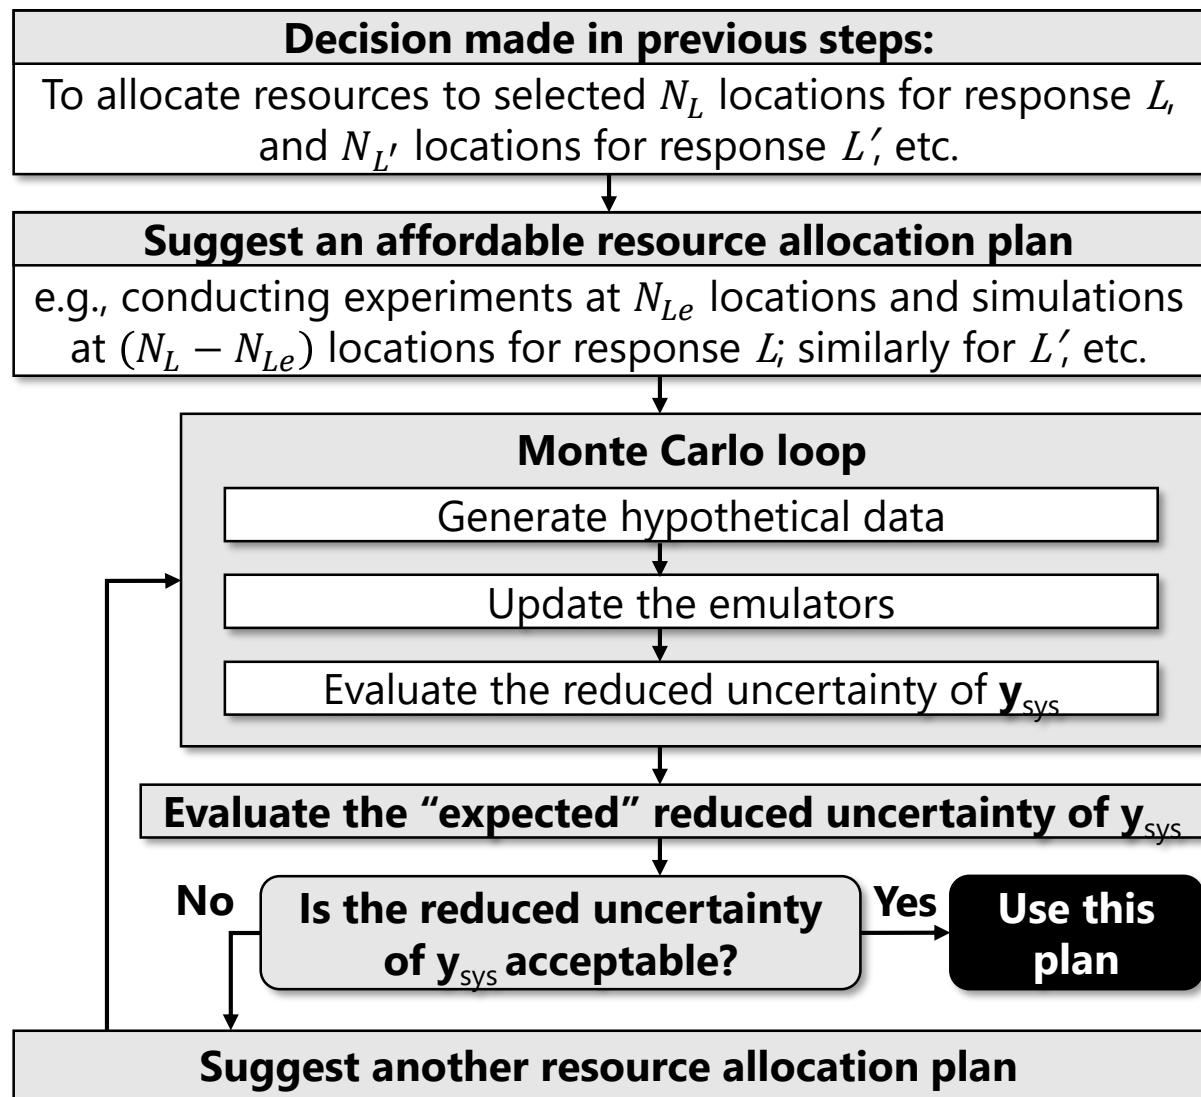 Decision made in previous steps:
To allocate resources to selected N_L locations for response L,
and N_L′ locations for response L′, etc.
Suggest an affordable resource allocation plan
e.g., conducting experiments at N_Le locations and simulations
at (N_L − N_Le) locations for response L; similarly for L′, etc.
Monte Carlo loop
Generate hypothetical data
Update the emulators
Evaluate the reduced uncertainty of y_sys
Evaluate the “expected” reduced uncertainty of y_sys
No
Is the reduced uncertainty
of y_sys acceptable?
Yes
Use this
plan
Suggest another resource allocation plan